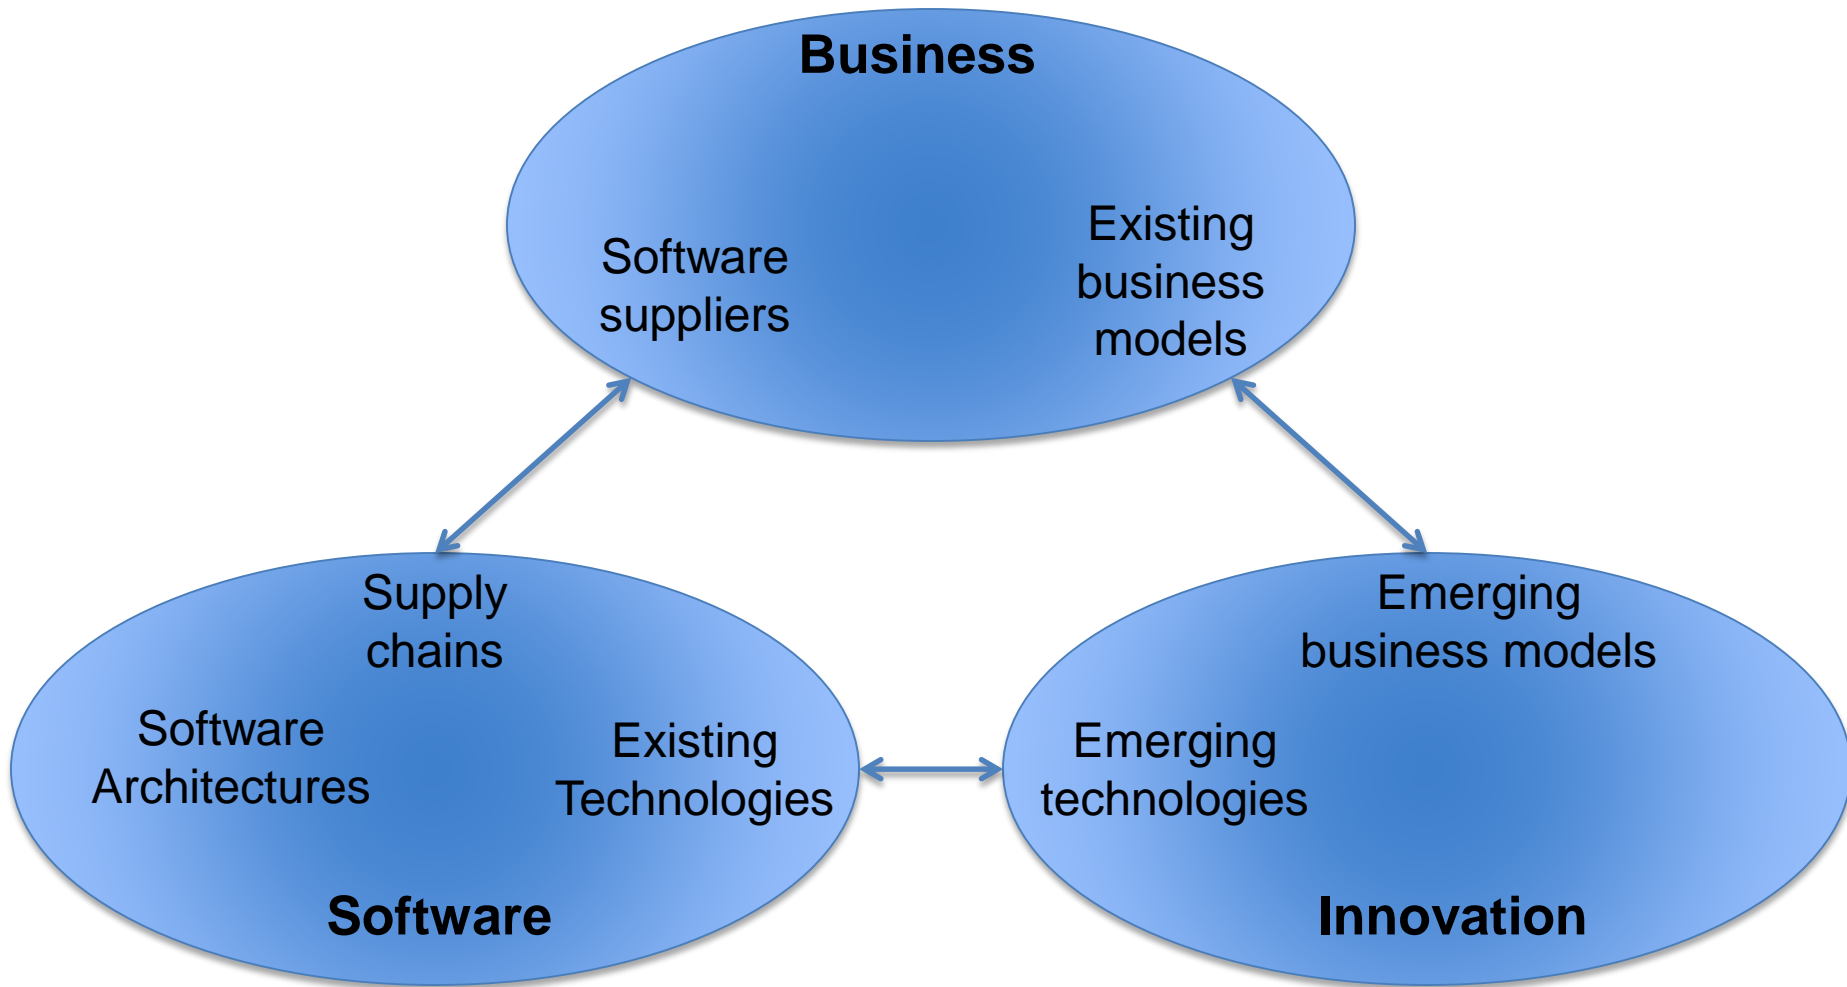 Business
Software
suppliers
Existing
business
models
Supply
chains
Software
Architectures
Existing
Technologies
Software
Emerging
business models
Emerging
technologies
Innovation